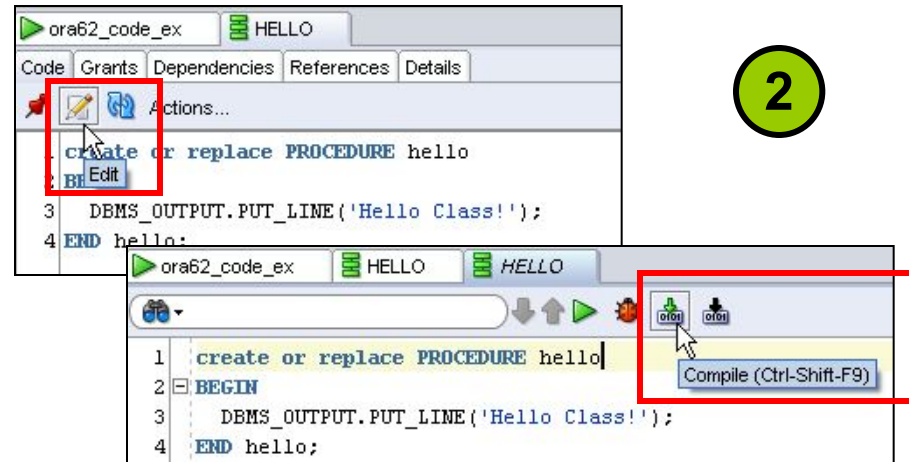 ora62_code_ex HELLO
Code Grants Dependencies References Details
Actions...
1 create or replace PROCEDURE hello
Edit
2 BE
3 DBMS_OUTPUT.PUT_LINE('Hello Class!');
4 END hello;
2
ora62_code_ex HELLO HELLO
1 create or replace PROCEDURE hello
Compile (Ctrl-Shift-F9)
2 BEGIN
3 DBMS_OUTPUT.PUT_LINE('Hello Class!');
4 END hello;